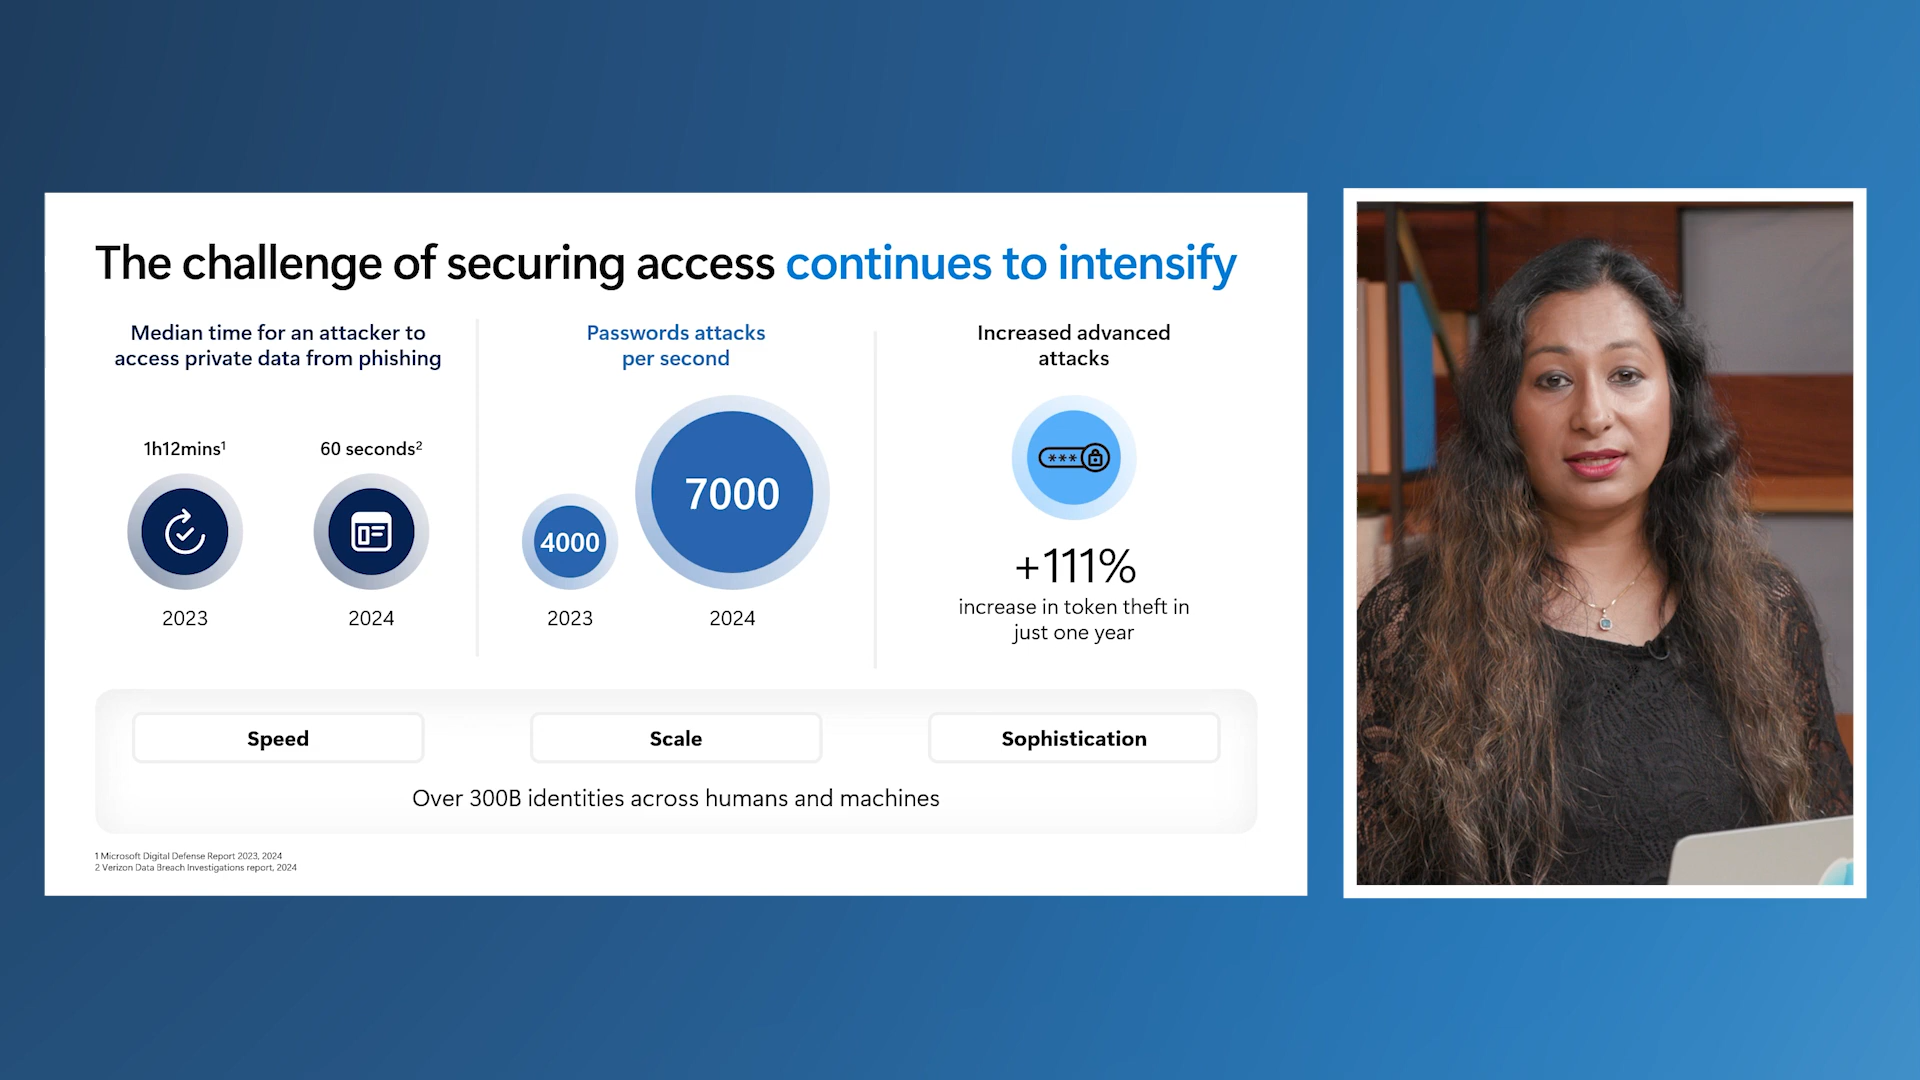 The challenge of securing access continues to intensify
Median time for an attacker to
access private data from phishing
1h12mins¹
60 seconds²
2023
2024
Passwords attacks
per second
4000
7000
2023
2024
Increased advanced
attacks
***
+111%
increase in token theft in
just one year
Speed
Scale
Sophistication
Over 300B identities across humans and machines
1 Microsoft Digital Defense Report 2023, 2024
2 Verizon Data Breach Investigations report, 2024